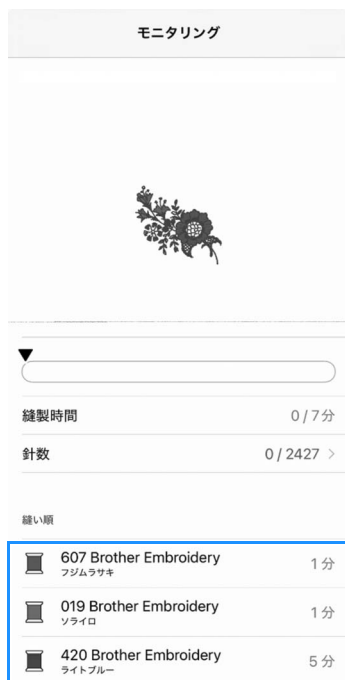 モニタリング
縫製時間 0 / 7分
針数 0 / 2427 >
縫い順
607 Brother Embroidery 1分
フジムラサキ
019 Brother Embroidery 1分
ソライロ
420 Brother Embroidery 5分
ライトブルー